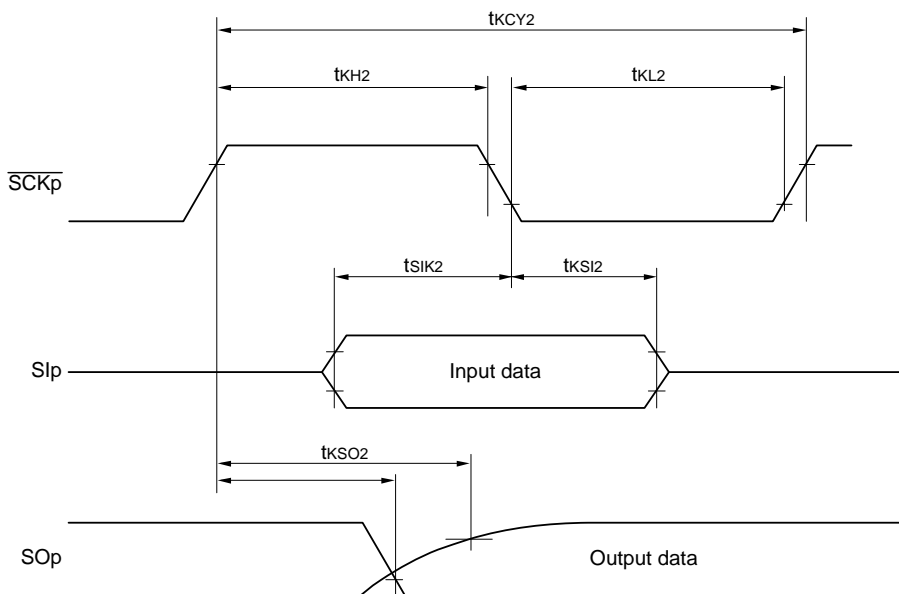 tKCY2
tKH2
tKL2
SCKp
tSIK2
tKSI2
SIp
Input data
tKSO2
SOp
Output data